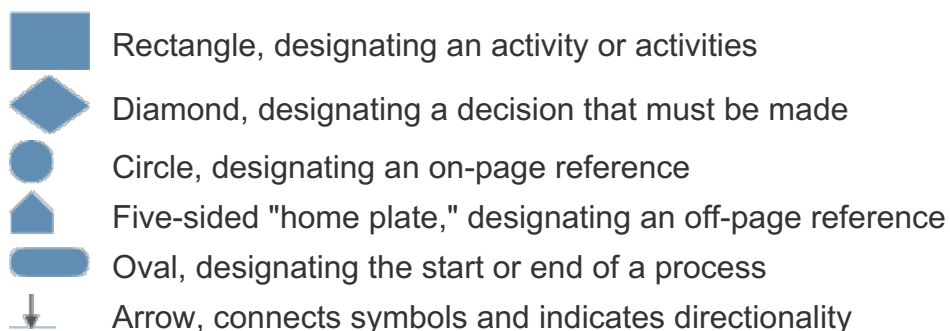 Rectangle, designating an activity or activities
Diamond, designating a decision that must be made
Circle, designating an on-page reference
Five-sided "home plate," designating an off-page reference
Oval, designating the start or end of a process
Arrow, connects symbols and indicates directionality